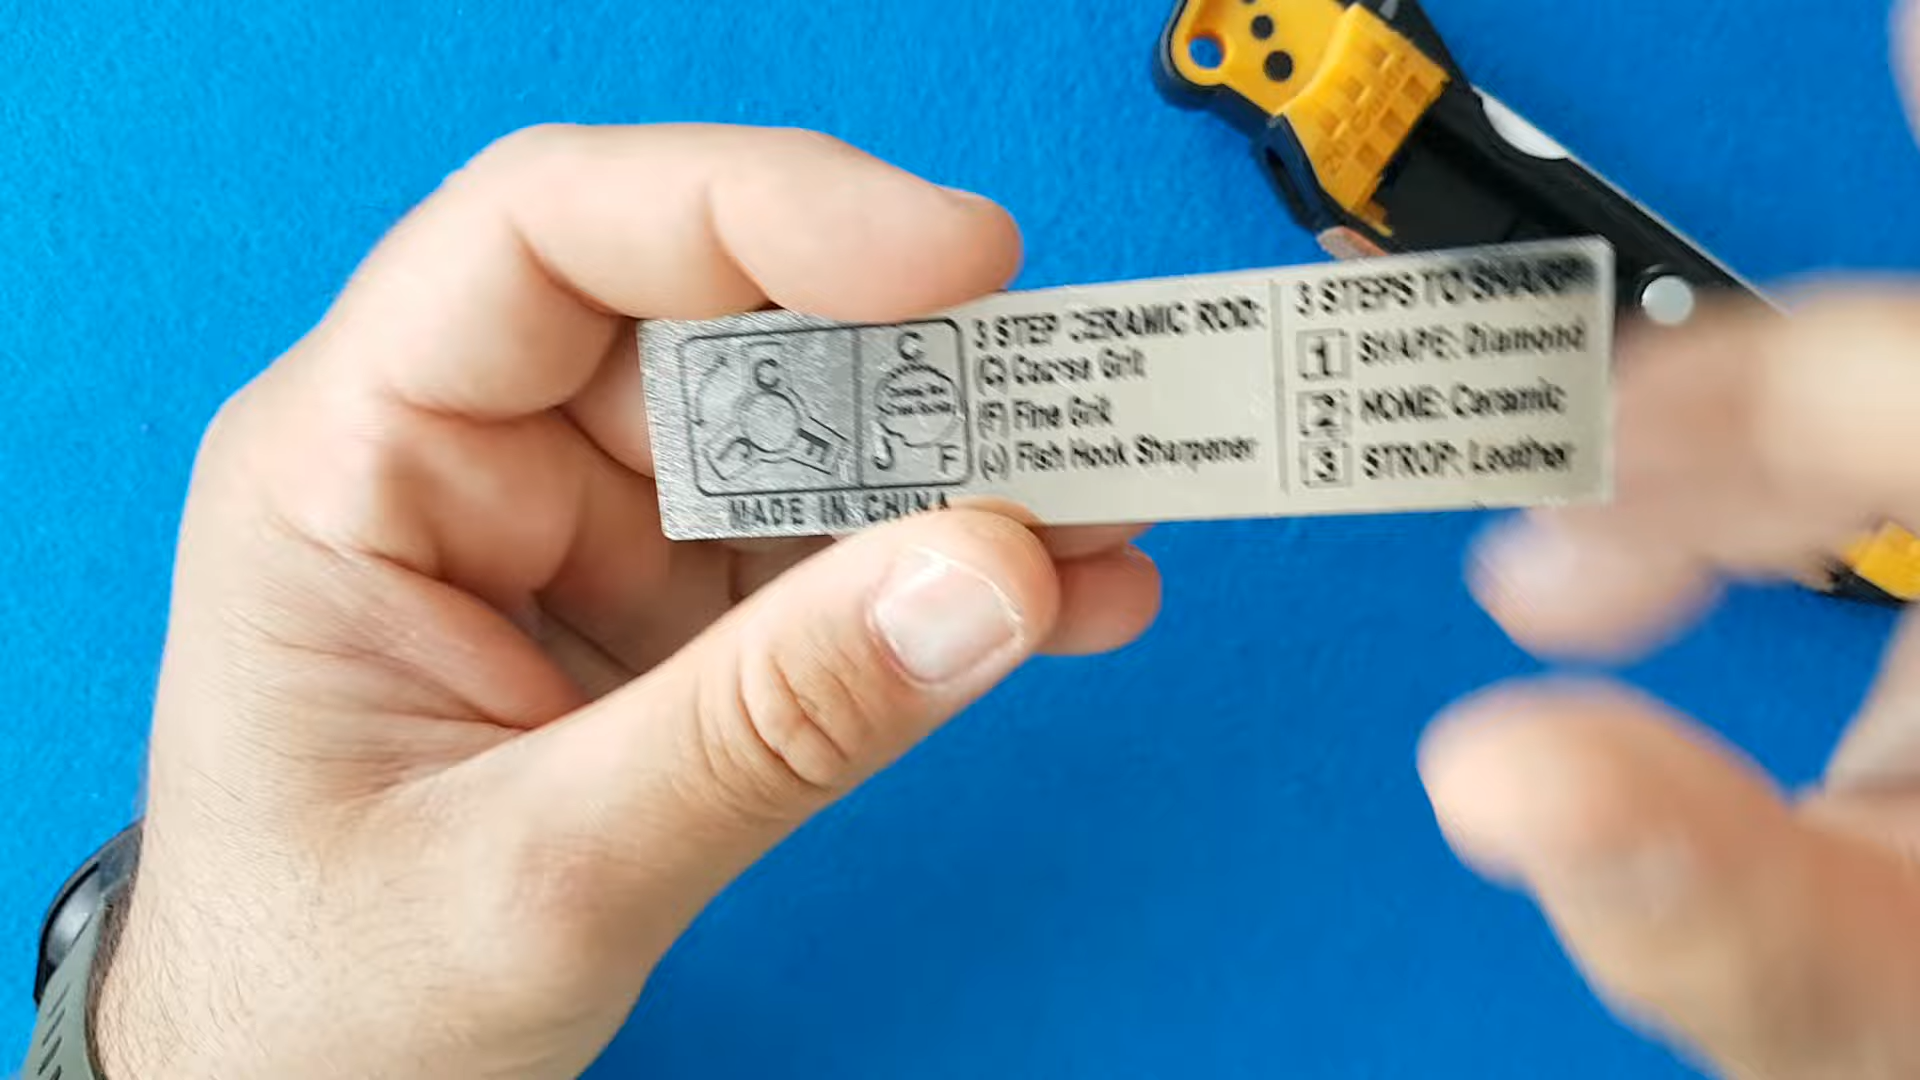 C
F
C
J
F
MADE IN CHINA
3 STEP CERAMIC ROD:
(C) Coarse Grit
(F) Fine Grit
(J) Fish Hook Sharpener
3 STEPS TO SHARP
1 SHAPE: Diamond
2 HONE: Ceramic
3 STROP: Leather
20